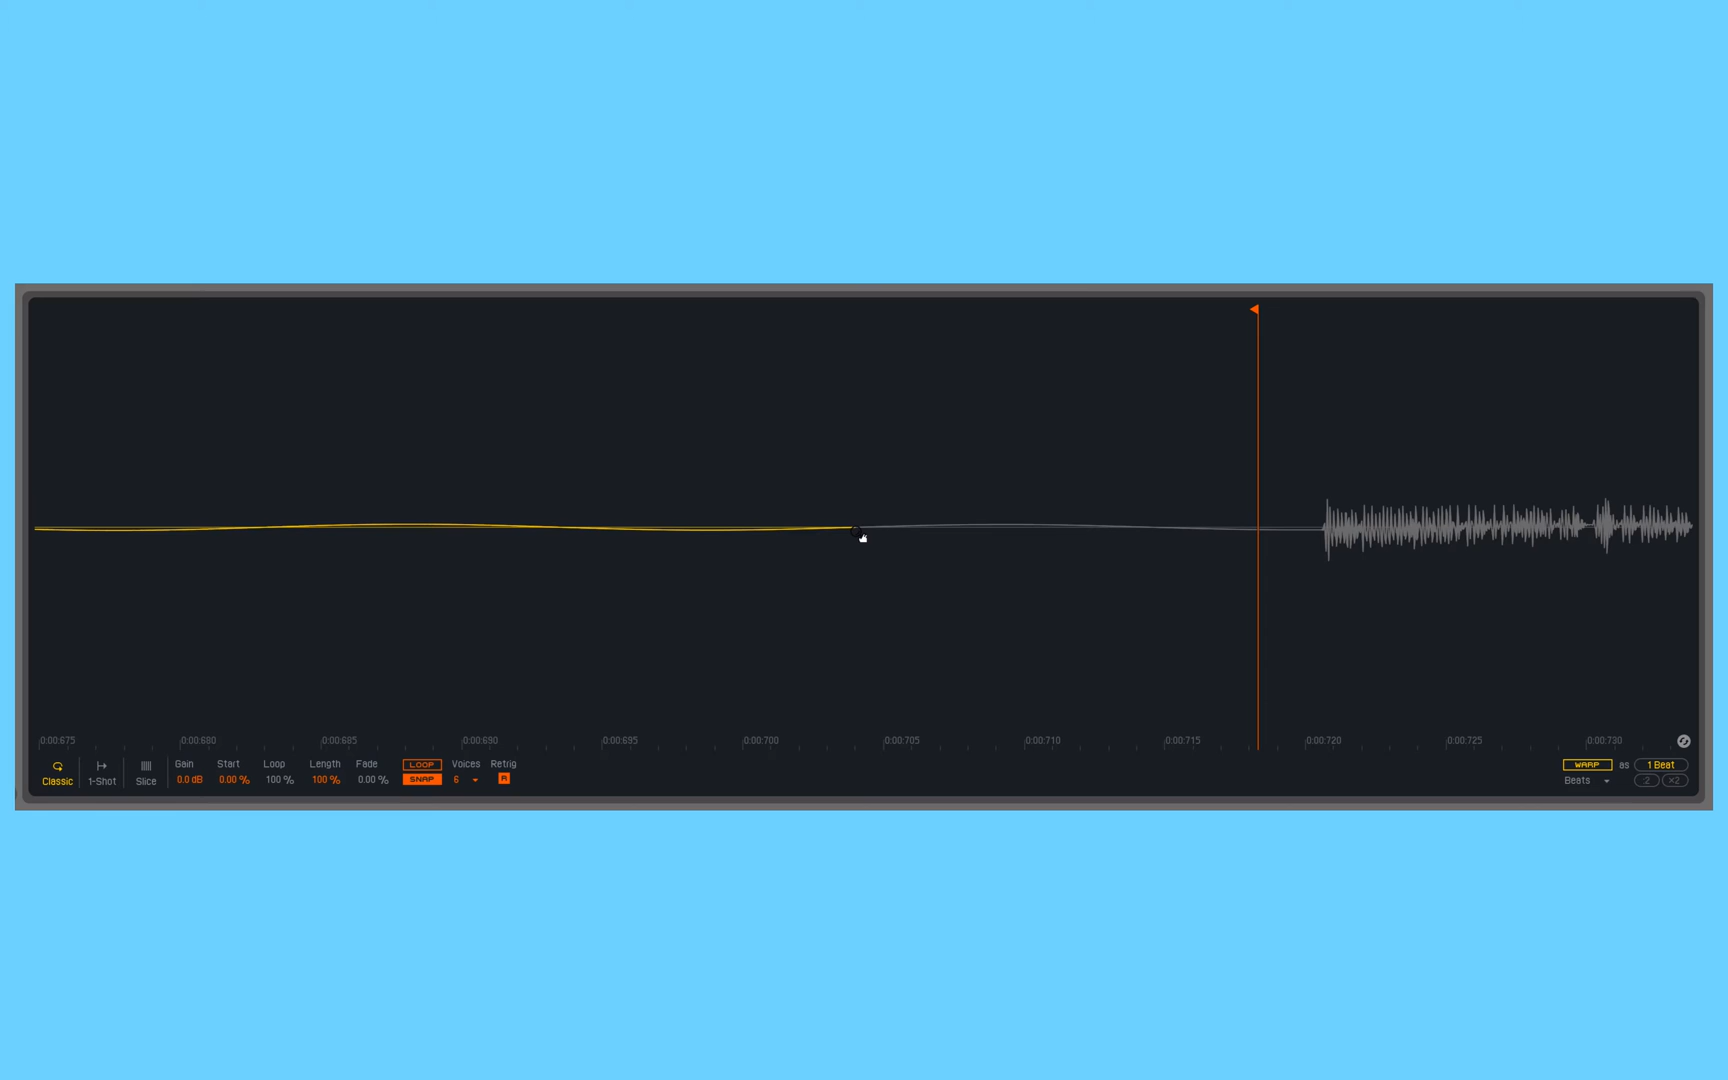 0:00:675 0:00:680 0:00:685 0:00:690 0:00:695 0:00:700 0:00:705 0:00:710 0:00:715 0:00:720 0:00:725 0:00:730
Gain Start Loop Length Fade LOOP Voices Retrig WARP as 1 Beat
Classic 1-Shot Slice 0.0 dB 0.00 % 100 % 100 % 0.00 % SNAP 6 R Beats :2 ×2